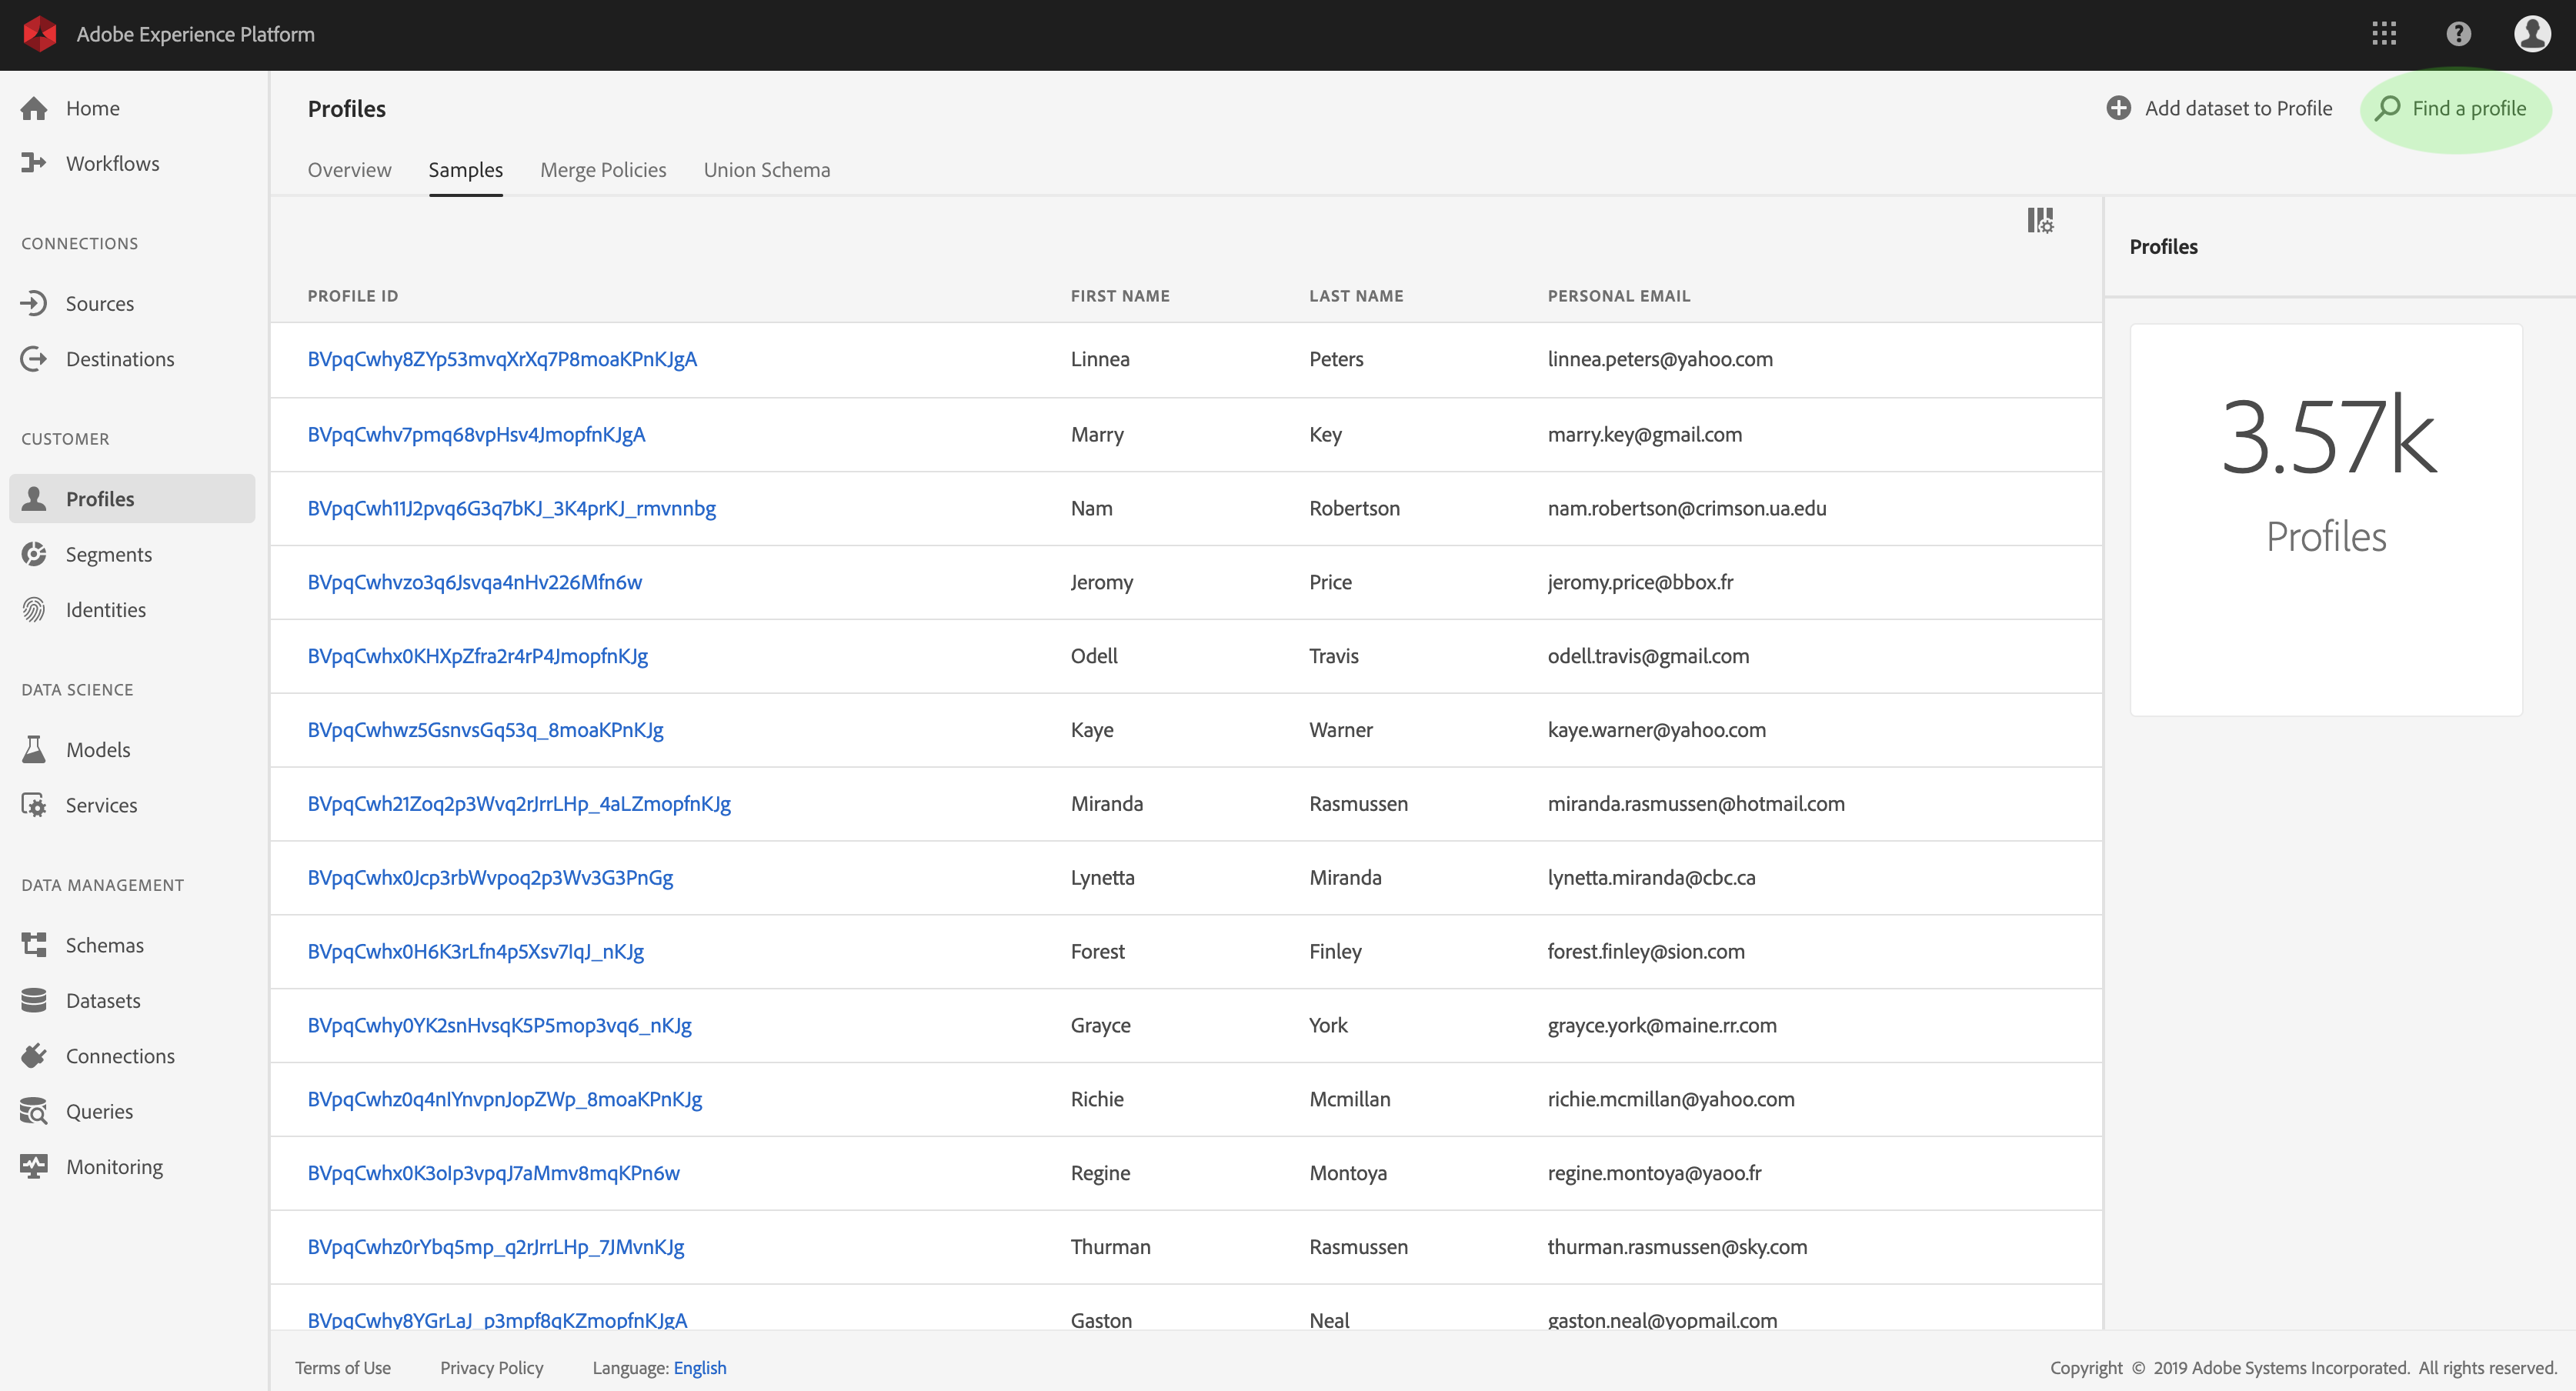 Adobe Experience Platform
Home
Workflows
CONNECTIONS
Sources
Destinations
CUSTOMER
Profiles
Segments
Identities
DATA SCIENCE
Models
Services
DATA MANAGEMENT
Schemas
Datasets
Connections
Queries
Monitoring
Profiles
Add dataset to Profile
Find a profile
Overview Samples Merge Policies Union Schema
PROFILE ID FIRST NAME LAST NAME PERSONAL EMAIL
BVpqCwhy8ZYp53mvqXrXq7P8moaKPnKJgA Linnea Peters linnea.peters@yahoo.com
BVpqCwhv7pmq68vpHsv4JmopfnKJgA Marry Key marry.key@gmail.com
BVpqCwh11J2pvq6G3q7bKJ_3K4prKJ_rmvnnbg Nam Robertson nam.robertson@crimson.ua.edu
BVpqCwhvzo3q6Jsvqa4nHv226Mfn6w Jeromy Price jeromy.price@bbox.fr
BVpqCwhx0KHXpZfra2r4rP4JmopfnKJg Odell Travis odell.travis@gmail.com
BVpqCwhwz5GsnvsGq53q_8moaKPnKJg Kaye Warner kaye.warner@yahoo.com
BVpqCwh21Zoq2p3Wvq2rJrrLHp_4aLZmopfnKJg Miranda Rasmussen miranda.rasmussen@hotmail.com
BVpqCwhx0Jcp3rbWvpoq2p3Wv3G3PnGg Lynetta Miranda lynetta.miranda@cbc.ca
BVpqCwhx0H6K3rLfn4p5Xsv7IqJ_nKJg Forest Finley forest.finley@sion.com
BVpqCwhy0YK2snHvsqK5P5mop3vq6_nKJg Grayce York grayce.york@maine.rr.com
BVpqCwhz0q4nIYnvpnJopZWp_8moaKPnKJg Richie Mcmillan richie.mcmillan@yahoo.com
BVpqCwhx0K3oIp3vpqJ7aMmv8mqKPn6w Regine Montoya regine.montoya@yaoo.fr
BVpqCwhz0rYbq5mp_q2rJrrLHp_7JMvnKJg Thurman Rasmussen thurman.rasmussen@sky.com
BVpqCwhy8YGrLaJ_p3mpf8qKZmopfnKJgA Gaston Neal gaston.neal@yopmail.com
Profiles
3.57k
Profiles
Terms of Use Privacy Policy Language: English
Copyright © 2019 Adobe Systems Incorporated. All rights reserved.